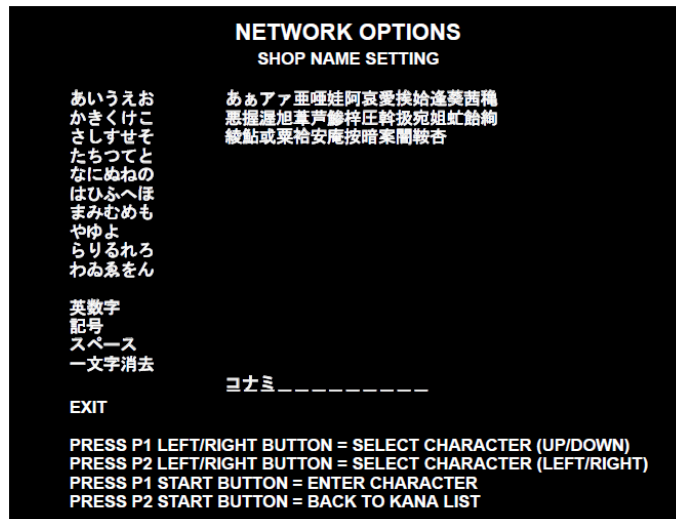 NETWORK OPTIONS
SHOP NAME SETTING
あいうえお あぁアァ亜唖娃阿哀愛挨姶逢葵茜穐
かきくけこ 悪握渥旭葦芦鯵梓圧斡扱宛姐虻飴絢
さしすせそ 綾鮎或粟袷安庵按暗案闇鞍杏
たちつてと
なにぬねの
はひふへほ
まみむめも
やゆよ
らりるれろ
わゐゑをん
英数字
記号
スペース
一文字消去
コナミ_________
EXIT
PRESS P1 LEFT/RIGHT BUTTON = SELECT CHARACTER (UP/DOWN)
PRESS P2 LEFT/RIGHT BUTTON = SELECT CHARACTER (LEFT/RIGHT)
PRESS P1 START BUTTON = ENTER CHARACTER
PRESS P2 START BUTTON = BACK TO KANA LIST